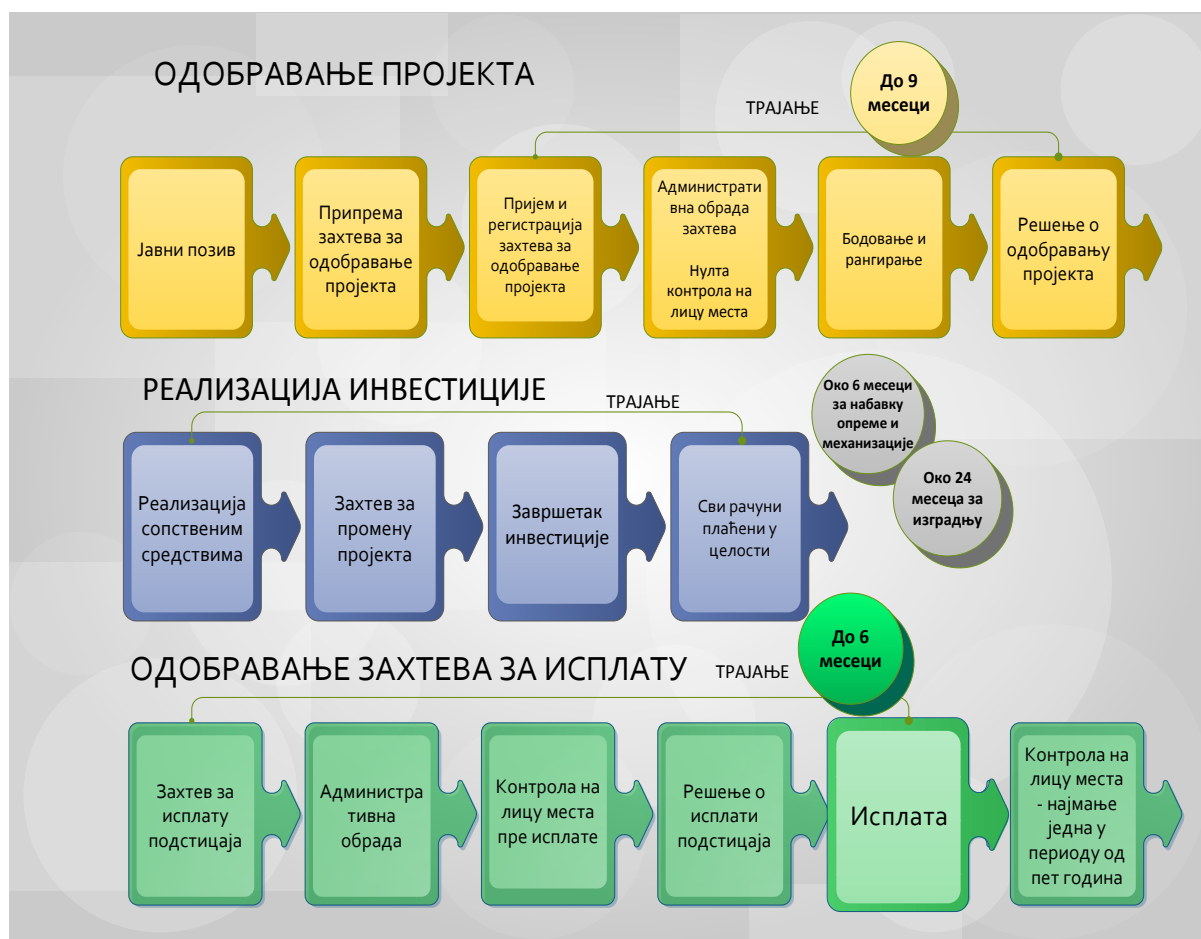 ОДОБРАВАЊЕ ПРОЈЕКТА
ТРАЈАЊЕ
До 9
месеци
Јавни позив
Припрема
захтева за
одобравање
пројекта
Пријем и
регистрација
захтева за
одобравање
пројекта
Администрати
вна обрада
захтева
Нулта
контрола на
лицу места
Бодовање и
рангирање
Решење о
одобравању
пројекта
РЕАЛИЗАЦИЈА ИНВЕСТИЦИЈЕ
ТРАЈАЊЕ
Око 6 месеци
за набавку
опреме и
механизације
Око 24
месеца за
изградњу
Реализација
сопственим
средствима
Захтев за
промену
пројекта
Завршетак
инвестиције
Сви рачуни
плаћени у
целости
ОДОБРАВАЊЕ ЗАХТЕВА ЗА ИСПЛАТУ
ТРАЈАЊЕ
До 6
месеци
Захтев за
исплату
подстицаја
Администра
тивна
обрада
Контрола на
лицу места
пре исплате
Решење о
исплати
подстицаја
Исплата
Контрола на
лицу места
- најмање
једна у
периоду од
пет година